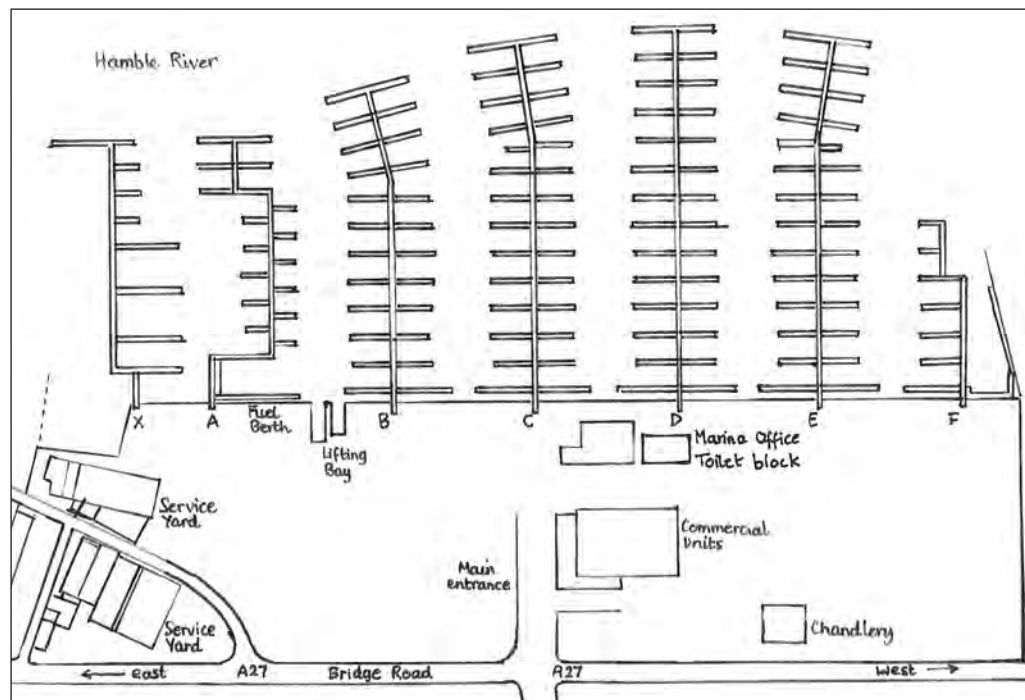 Hamble River
X
A
Fuel
Berth
Lifting
Bay
B
C
D
E
F
Marina Office
Toilet block
Service
Yard
Commercial
Units
Main
entrance
Service
Yard
Chandlery
← east
A27
Bridge Road
A27
West →